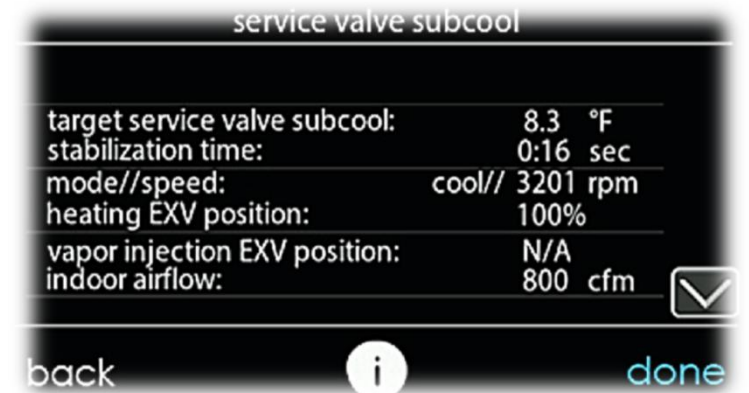 service valve subcool
target service valve subcool: 8.3 °F
stabilization time: 0:16 sec
mode//speed: cool// 3201 rpm
heating EXV position: 100%
vapor injection EXV position: N/A
indoor airflow: 800 cfm
back i done